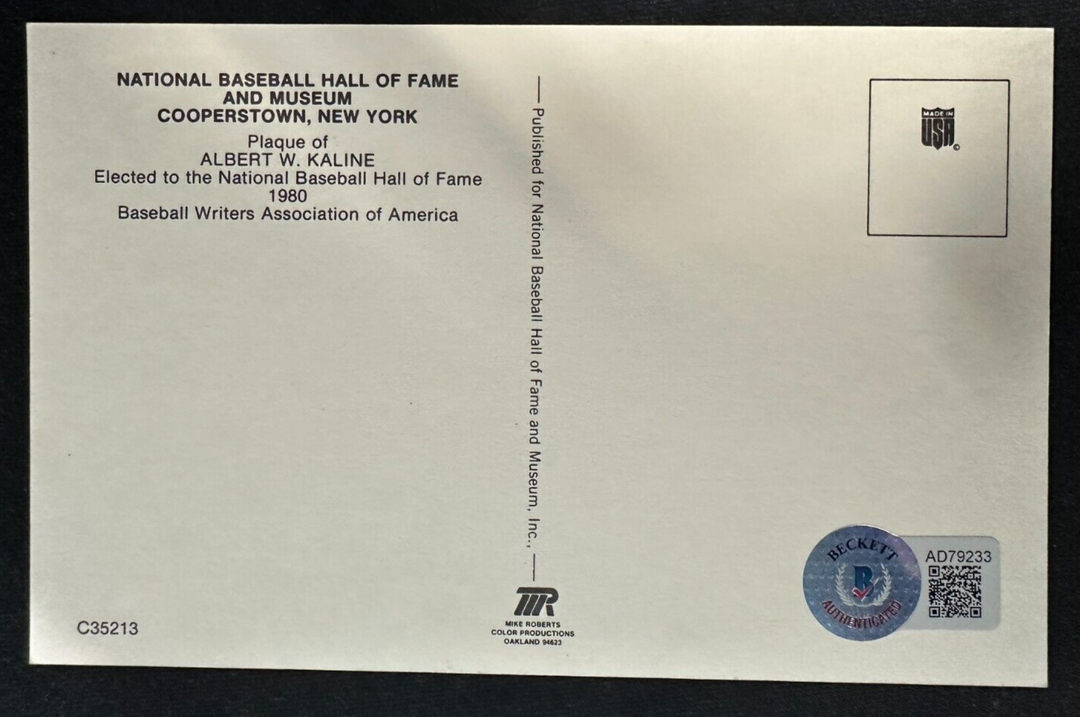 NATIONAL BASEBALL HALL OF FAME
AND MUSEUM
COOPERSTOWN, NEW YORK
Plaque of
ALBERT W. KALINE
Elected to the National Baseball Hall of Fame
1980
Baseball Writers Association of America
C35213
Published for National Baseball Hall of Fame and Museum, Inc.,
MR
MIKE ROBERTS
COLOR PRODUCTIONS
OAKLAND 94623
MADE IN
USA
©
BECKETT
B
AUTHENTICATED
AD79233